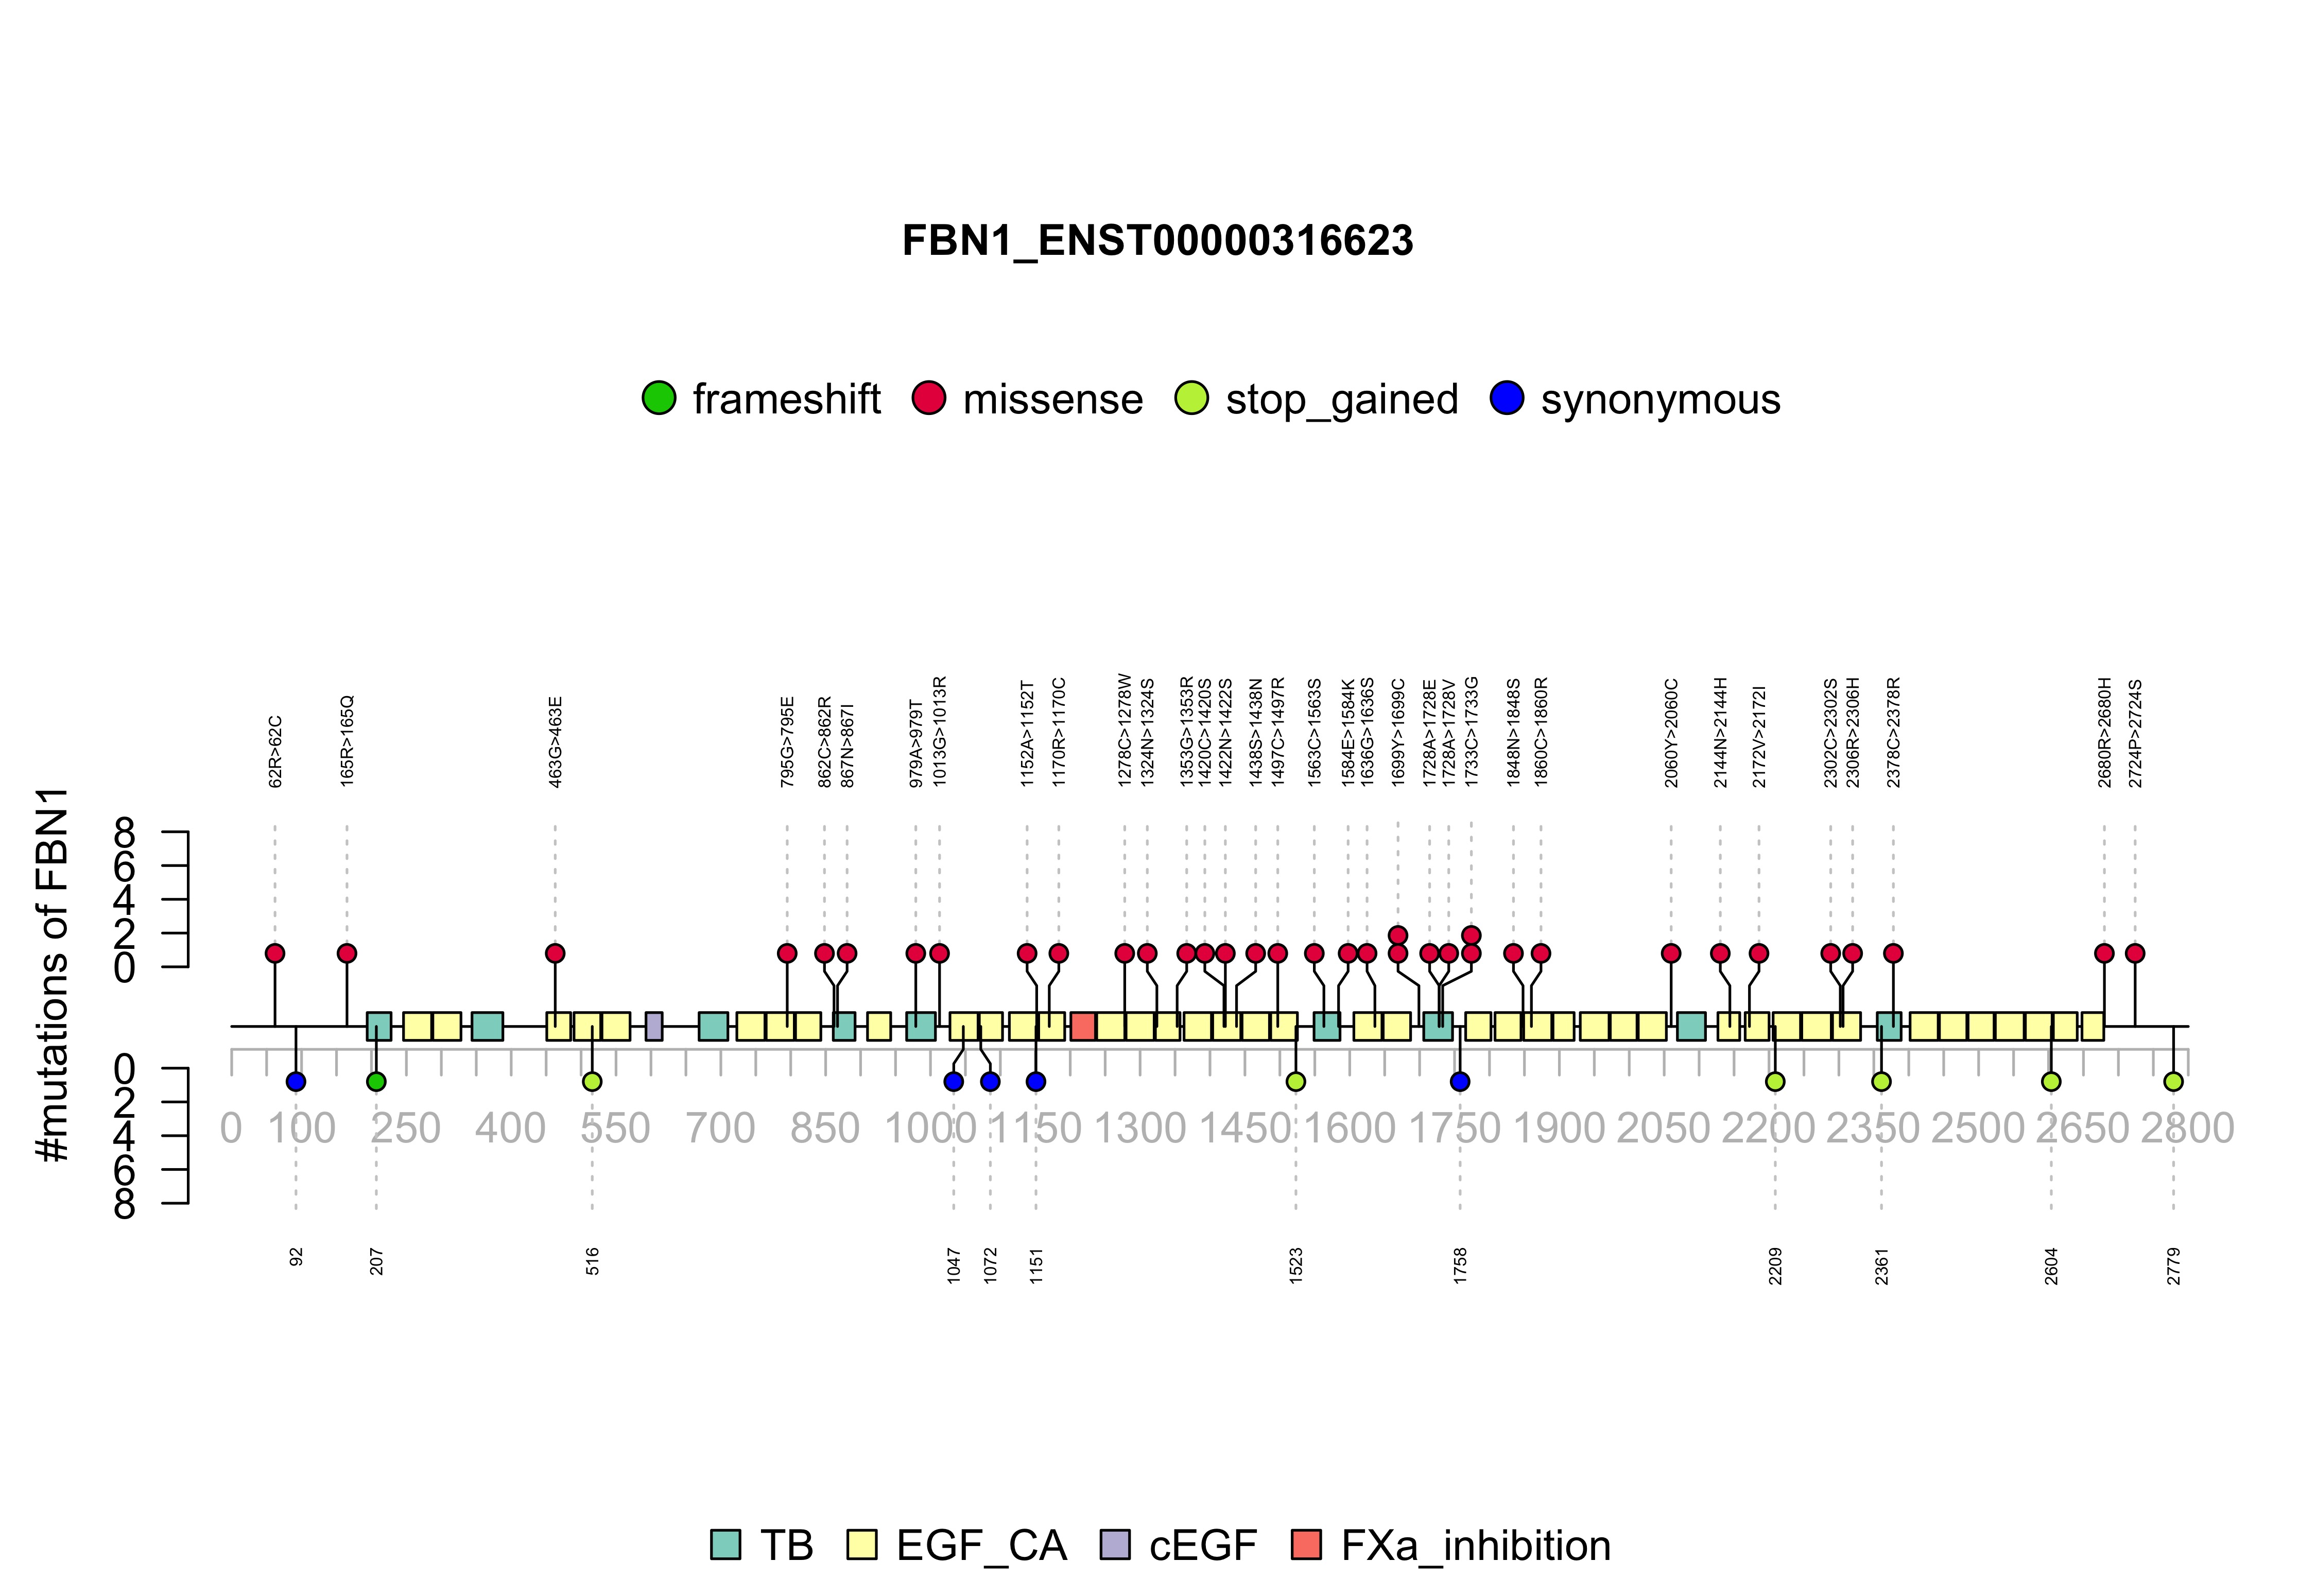 FBN1_ENST00000316623
frameshift missense stop_gained synonymous
62R>62C
165R>165Q
463G>463E
795G>795E
862C>862R
867N>867I
979A>979T
1013G>1013R
1152A>1152T
1170R>1170C
1278C>1278W
1324N>1324S
1353G>1353R
1420C>1420S
1422N>1422S
1438S>1438N
1497C>1497R
1563C>1563S
1584E>1584K
1636G>1636S
1699Y>1699C
1728A>1728E
1728A>1728V
1733C>1733G
1848N>1848S
1860C>1860R
2060Y>2060C
2144N>2144H
2172V>2172I
2302C>2302S
2306R>2306H
2378C>2378R
2680R>2680H
2724P>2724S
#mutations of FBN1
8
6
4
2
0
0
2
4
6
8
0 100 250 400 550 700 850 1000 1150 1300 1450 1600 1750 1900 2050 2200 2350 2500 2650 2800
92
207
516
1047
1072
1151
1523
1758
2209
2361
2604
2779
TB EGF_CA cEGF FXa_inhibition